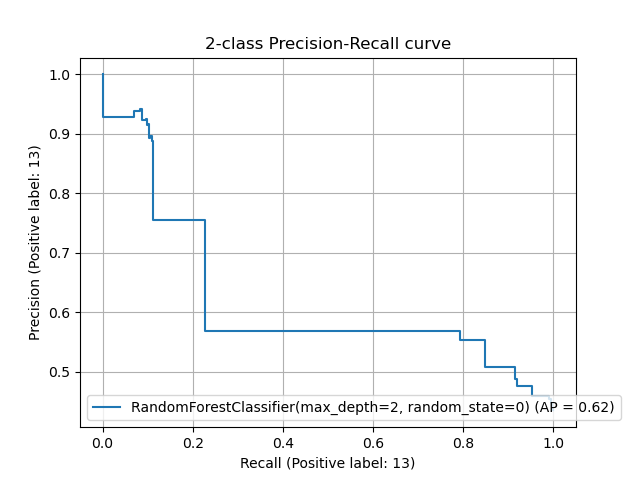 2-class Precision-Recall curve
Precision (Positive label: 13)
1.0
0.9
0.8
0.7
0.6
0.5
RandomForestClassifier(max_depth=2, random_state=0) (AP = 0.62)
0.0 0.2 0.4 0.6 0.8 1.0
Recall (Positive label: 13)